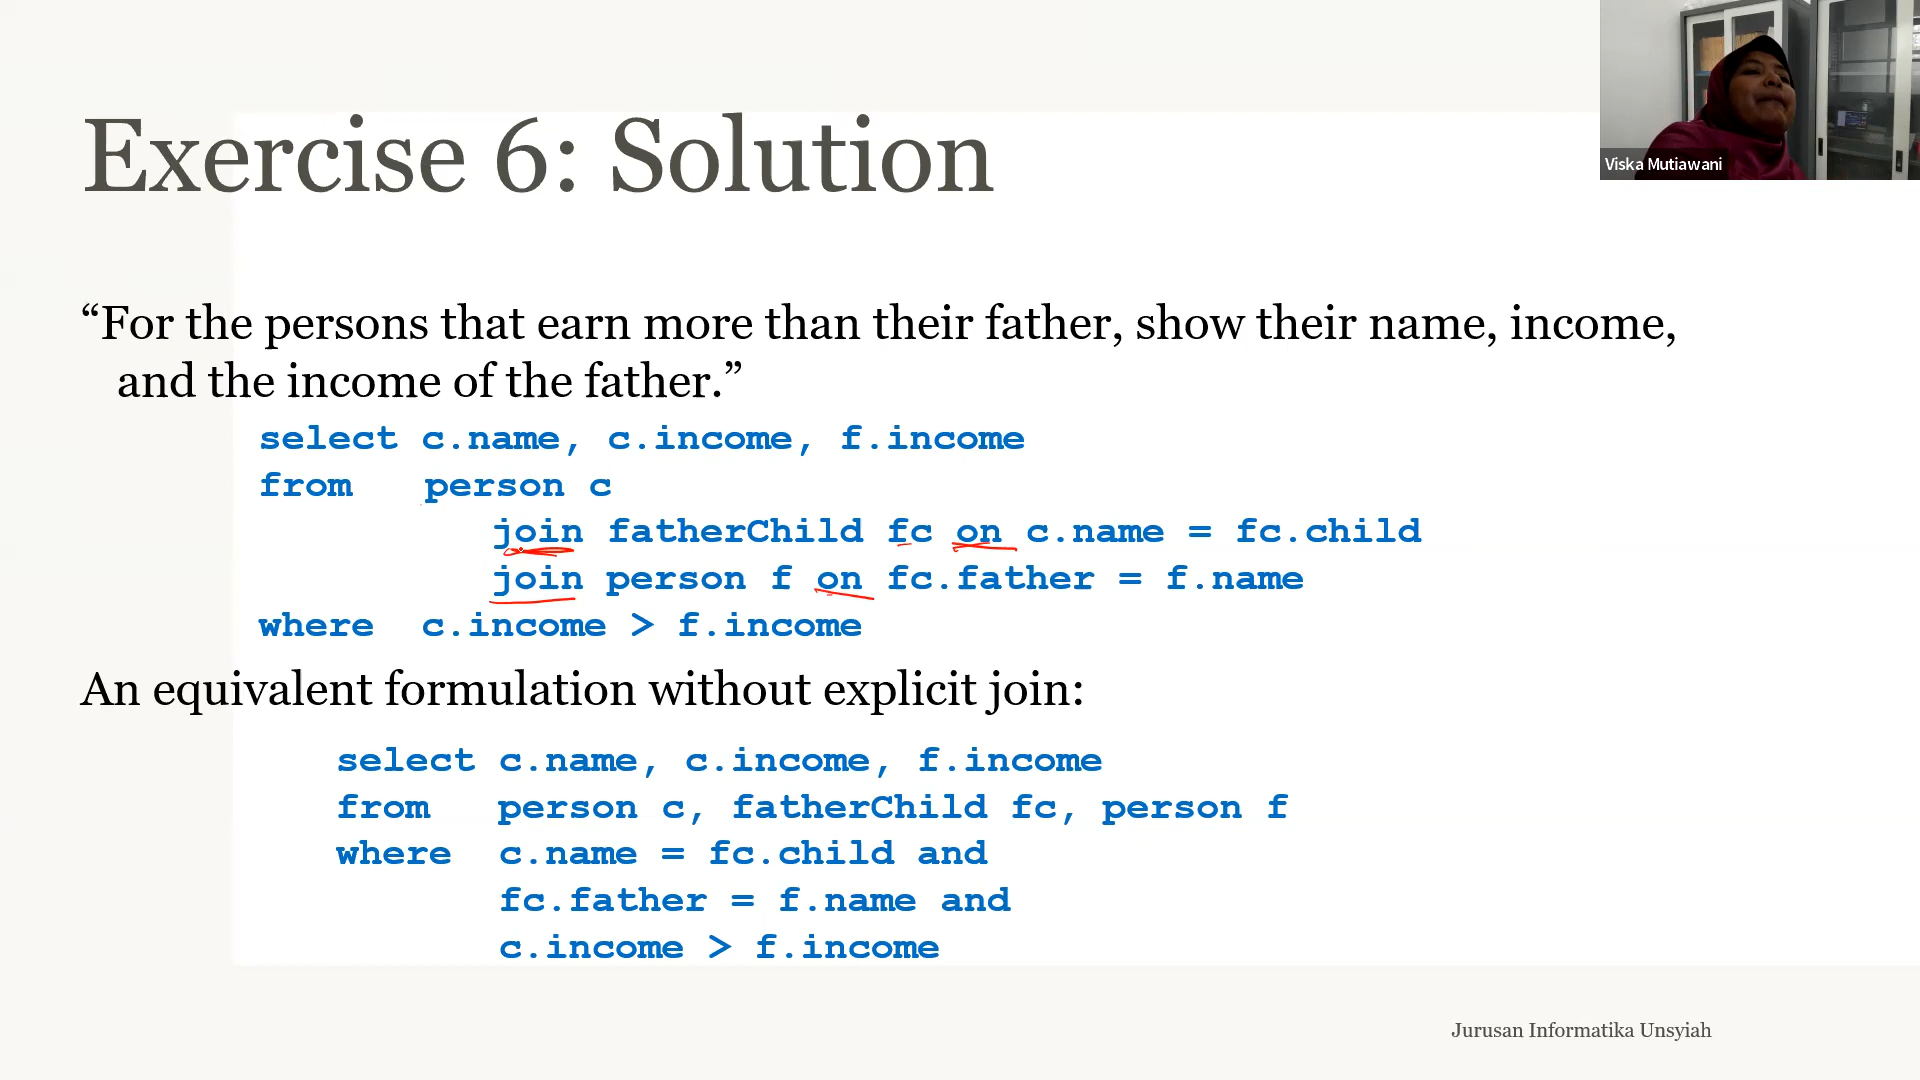 Viska Mutiawani
Exercise 6: Solution
“For the persons that earn more than their father, show their name, income,
and the income of the father.”
select c.name, c.income, f.income
from person c
join fatherChild fc on c.name = fc.child
join person f on fc.father = f.name
where c.income > f.income
An equivalent formulation without explicit join:
select c.name, c.income, f.income
from person c, fatherChild fc, person f
where c.name = fc.child and
fc.father = f.name and
c.income > f.income
Jurusan Informatika Unsyiah